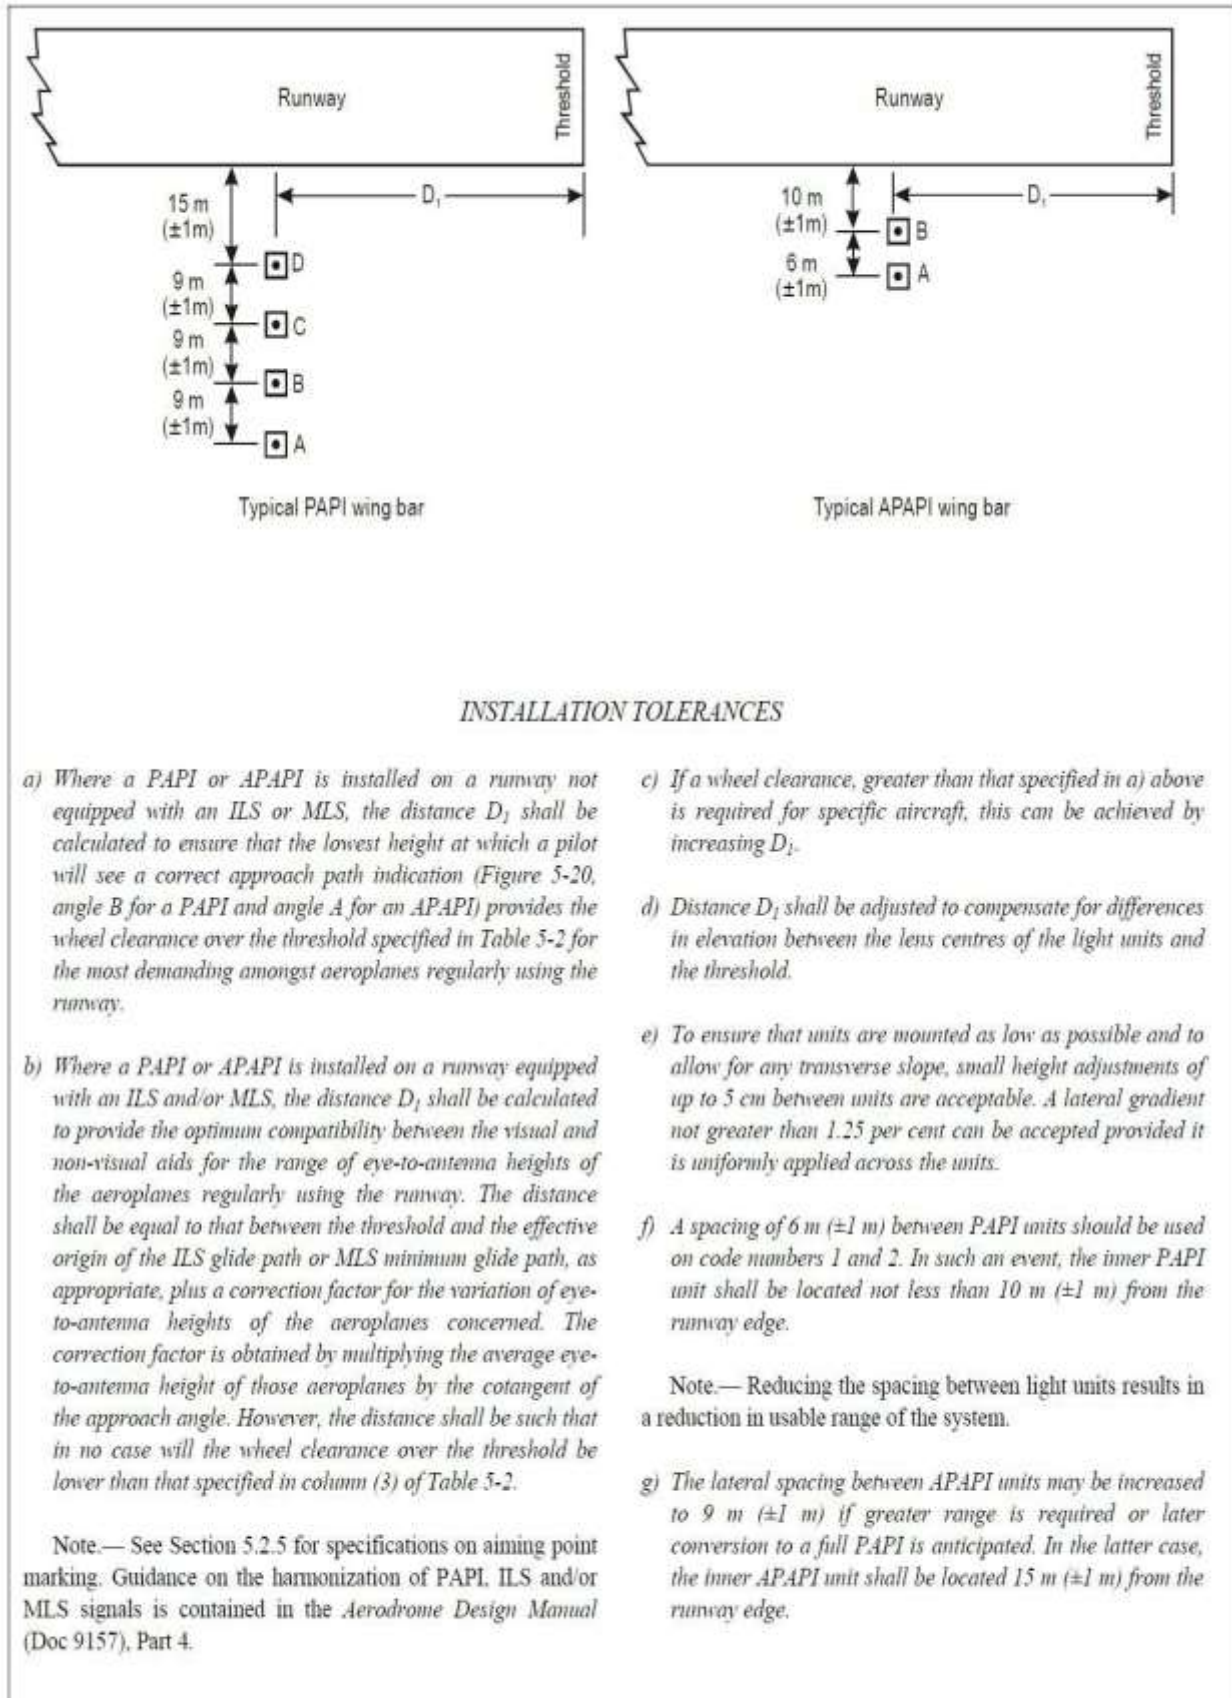 Runway
Threshold
15 m
(±1m)
D1
D
9 m
(±1m)
C
9 m
(±1m)
B
9 m
(±1m)
A
Typical PAPI wing bar
Runway
Threshold
10 m
(±1m)
D1
B
6 m
(±1m)
A
Typical APAPI wing bar
INSTALLATION TOLERANCES
a) Where a PAPI or APAPI is installed on a runway not
equipped with an ILS or MLS, the distance D1 shall be
calculated to ensure that the lowest height at which a pilot
will see a correct approach path indication (Figure 5-20,
angle B for a PAPI and angle A for an APAPI) provides the
wheel clearance over the threshold specified in Table 5-2 for
the most demanding amongst aeroplanes regularly using the
runway.
b) Where a PAPI or APAPI is installed on a runway equipped
with an ILS and/or MLS, the distance D1 shall be calculated
to provide the optimum compatibility between the visual and
non-visual aids for the range of eye-to-antenna heights of
the aeroplanes regularly using the runway. The distance
shall be equal to that between the threshold and the effective
origin of the ILS glide path or MLS minimum glide path, as
appropriate, plus a correction factor for the variation of eye-
to-antenna heights of the aeroplanes concerned. The
correction factor is obtained by multiplying the average eye-
to-antenna height of those aeroplanes by the cotangent of
the approach angle. However, the distance shall be such that
in no case will the wheel clearance over the threshold be
lower than that specified in column (3) of Table 5-2.
Note.— See Section 5.2.5 for specifications on aiming point
marking. Guidance on the harmonization of PAPI, ILS and/or
MLS signals is contained in the Aerodrome Design Manual
(Doc 9157), Part 4.
c) If a wheel clearance, greater than that specified in a) above
is required for specific aircraft, this can be achieved by
increasing D1.
d) Distance D1 shall be adjusted to compensate for differences
in elevation between the lens centres of the light units and
the threshold.
e) To ensure that units are mounted as low as possible and to
allow for any transverse slope, small height adjustments of
up to 5 cm between units are acceptable. A lateral gradient
not greater than 1.25 per cent can be accepted provided it
is uniformly applied across the units.
f) A spacing of 6 m (±1 m) between PAPI units should be used
on code numbers 1 and 2. In such an event, the inner PAPI
unit shall be located not less than 10 m (±1 m) from the
runway edge.
Note.— Reducing the spacing between light units results in
a reduction in usable range of the system.
g) The lateral spacing between APAPI units may be increased
to 9 m (±1 m) if greater range is required or later
conversion to a full PAPI is anticipated. In the latter case,
the inner APAPI unit shall be located 15 m (±1 m) from the
runway edge.